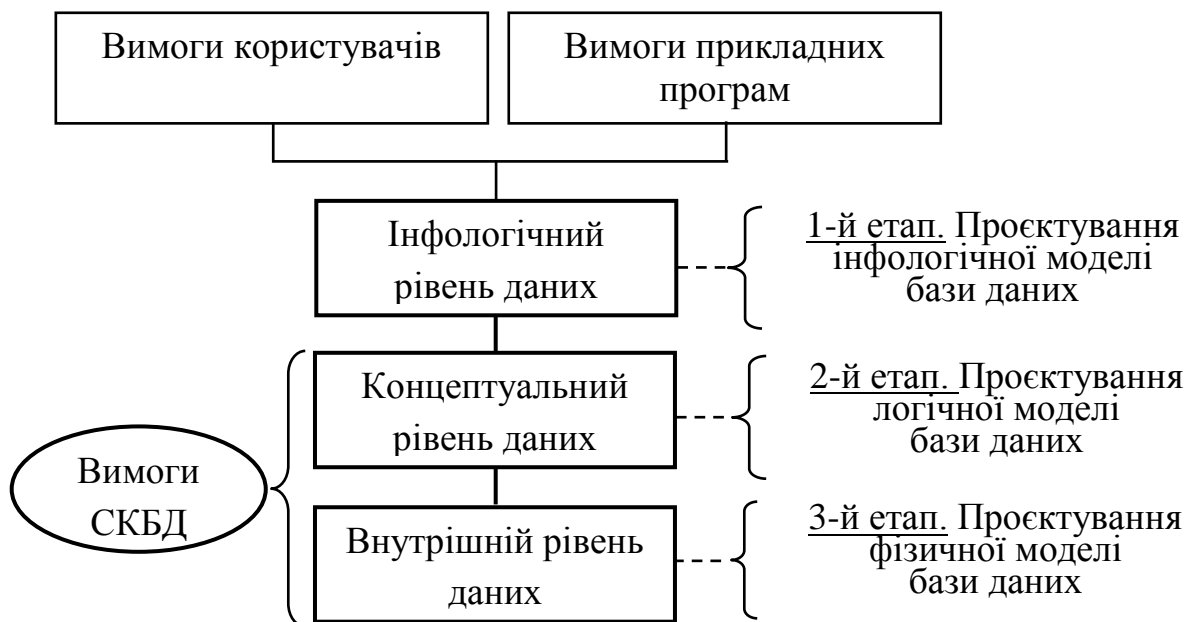 Вимоги користувачів
Вимоги прикладних
програм
Інфологічний
рівень даних
1-й етап. Проєктування
інфологічної моделі
бази даних
Концептуальний
рівень даних
2-й етап. Проєктування
логічної моделі
бази даних
Вимоги
СКБД
Внутрішній рівень
даних
3-й етап. Проєктування
фізичної моделі
бази даних